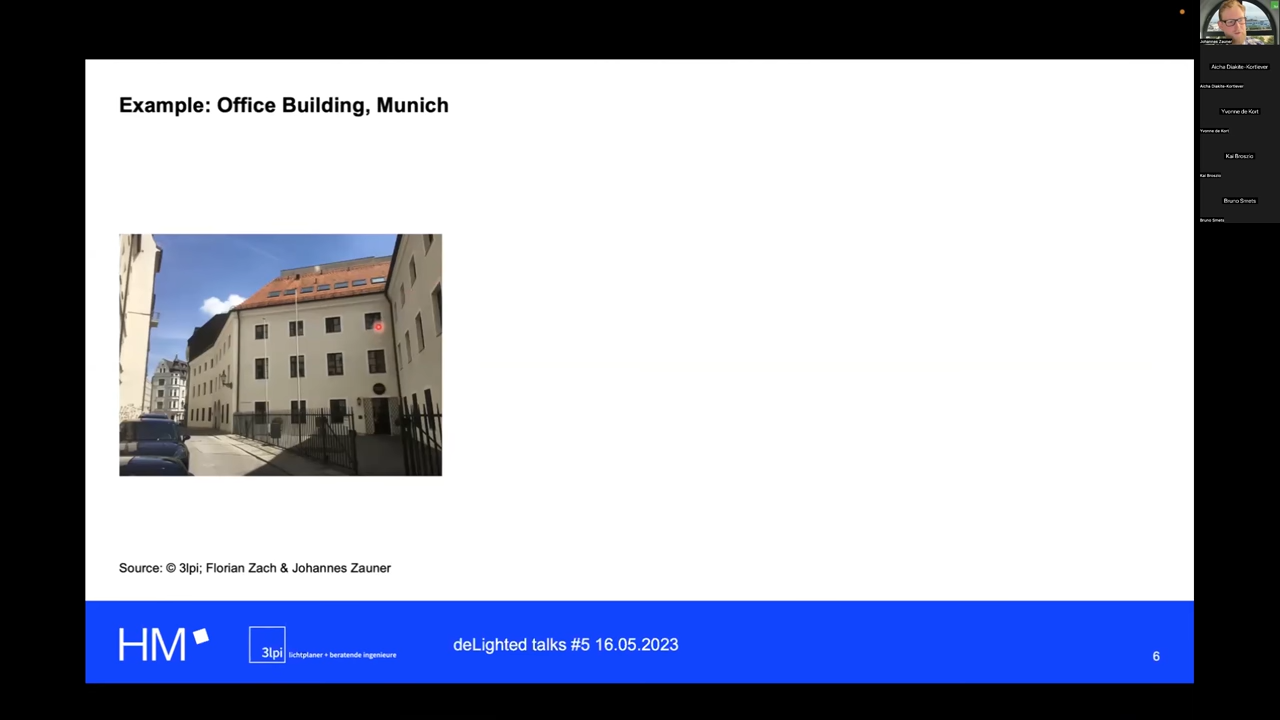 Example: Office Building, Munich
Source: © 3lpi; Florian Zach & Johannes Zauner
HM
3lpi lichtplaner + beratende ingenieure
deLighted talks #5 16.05.2023
6
Johannes Zauner
Aicha Diakite-Kortlever
Aicha Diakite-Kortlever
Yvonne de Kort
Yvonne de Kort
Kai Broszio
Kai Broszio
Bruno Smets
Bruno Smets